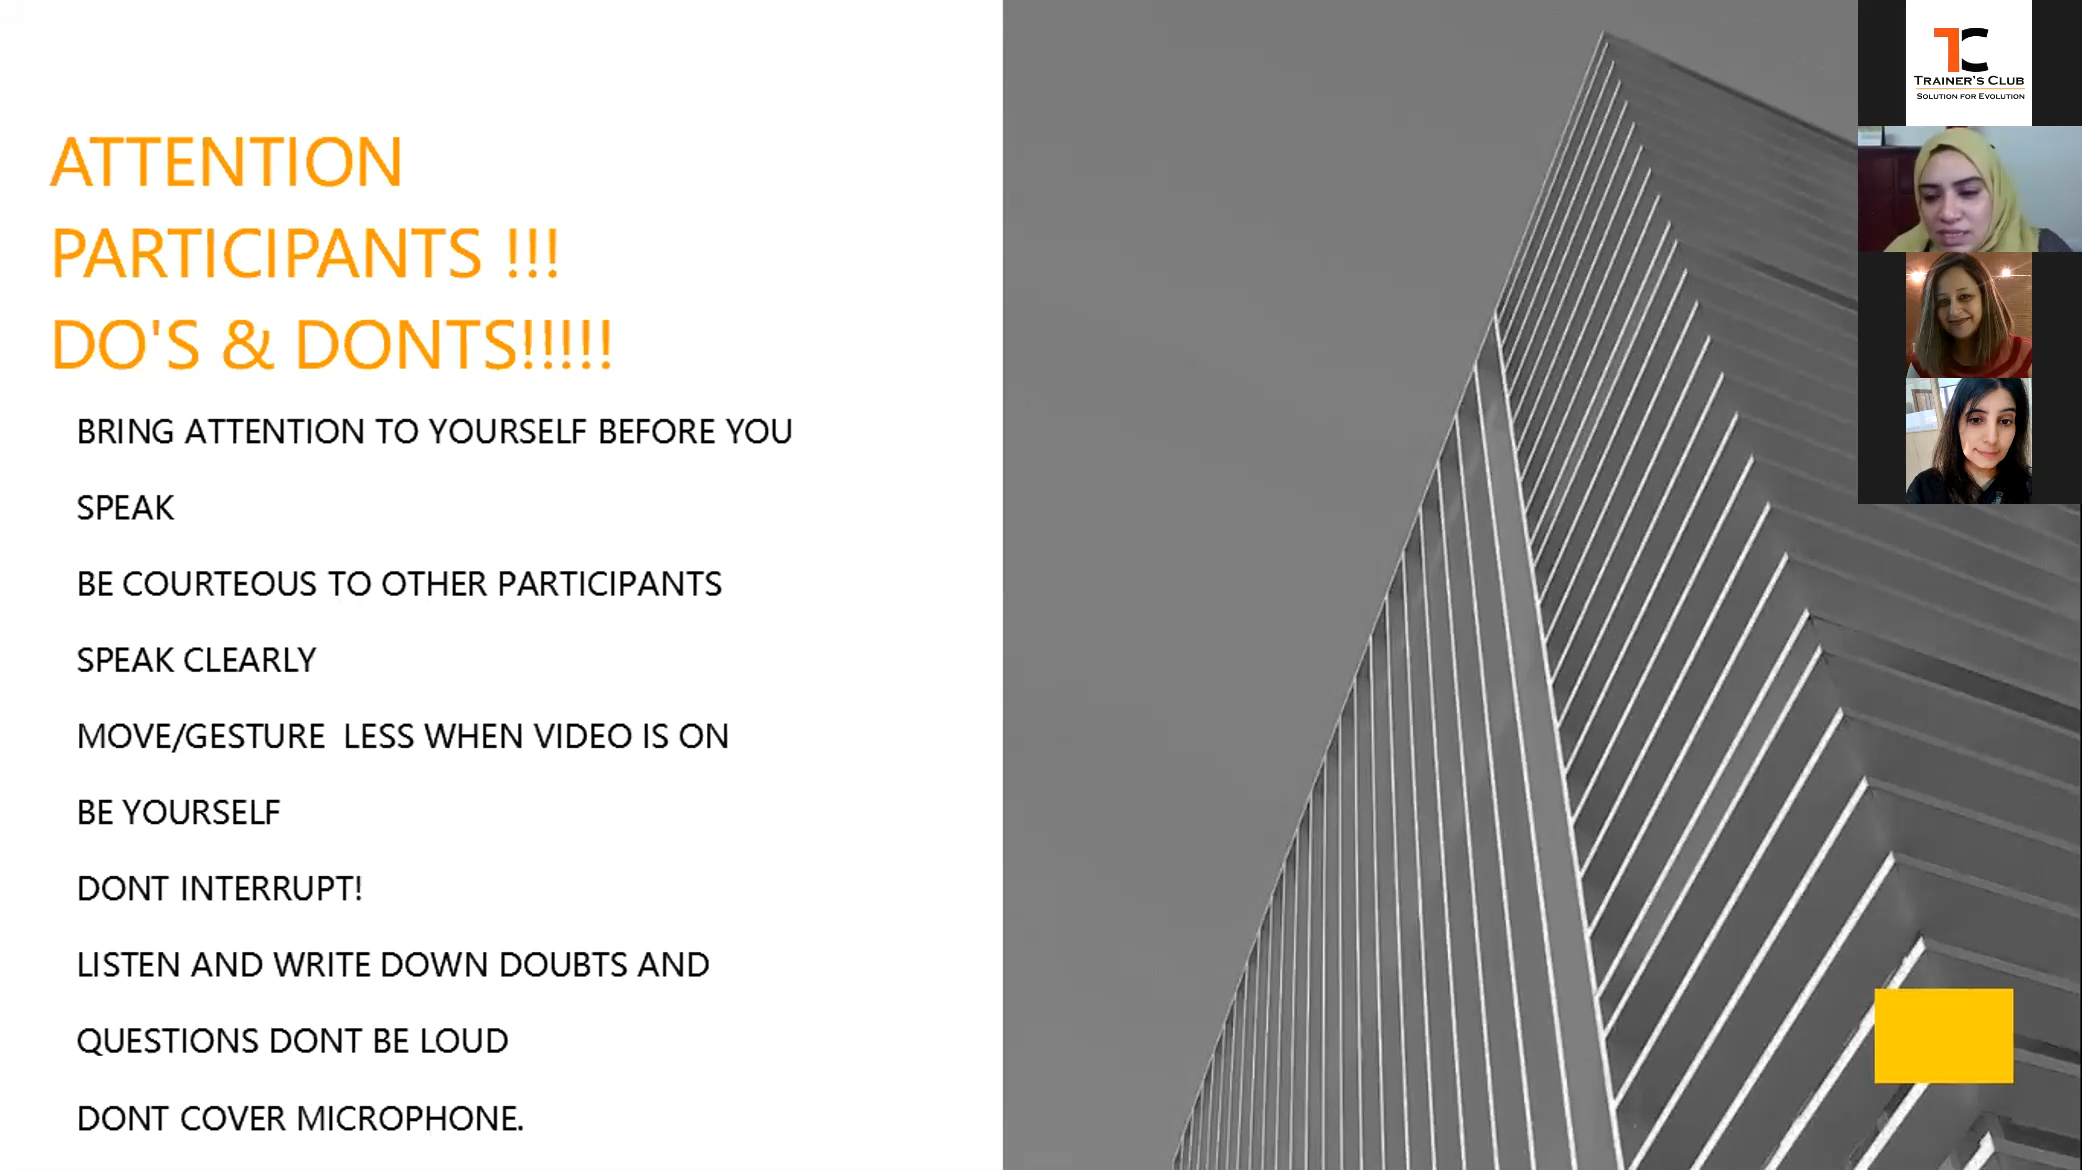 ATTENTION
PARTICIPANTS !!!
DO'S & DONTS!!!!!
BRING ATTENTION TO YOURSELF BEFORE YOU
SPEAK
BE COURTEOUS TO OTHER PARTICIPANTS
SPEAK CLEARLY
MOVE/GESTURE  LESS WHEN VIDEO IS ON
BE YOURSELF
DONT INTERRUPT!
LISTEN AND WRITE DOWN DOUBTS AND
QUESTIONS DONT BE LOUD
DONT COVER MICROPHONE.
TC
TRAINER'S CLUB
SOLUTION FOR EVOLUTION